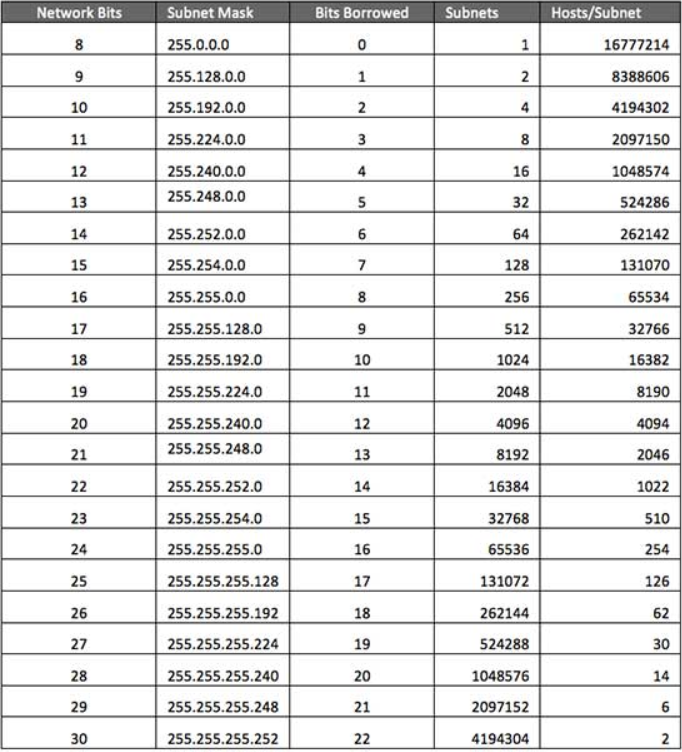 Network Bits Subnet Mask Bits Borrowed Subnets Hosts/Subnet
8 255.0.0.0 0 1 16777214
9 255.128.0.0 1 2 8388606
10 255.192.0.0 2 4 4194302
11 255.224.0.0 3 8 2097150
12 255.240.0.0 4 16 1048574
13 255.248.0.0 5 32 524286
14 255.252.0.0 6 64 262142
15 255.254.0.0 7 128 131070
16 255.255.0.0 8 256 65534
17 255.255.128.0 9 512 32766
18 255.255.192.0 10 1024 16382
19 255.255.224.0 11 2048 8190
20 255.255.240.0 12 4096 4094
21 255.255.248.0 13 8192 2046
22 255.255.252.0 14 16384 1022
23 255.255.254.0 15 32768 510
24 255.255.255.0 16 65536 254
25 255.255.255.128 17 131072 126
26 255.255.255.192 18 262144 62
27 255.255.255.224 19 524288 30
28 255.255.255.240 20 1048576 14
29 255.255.255.248 21 2097152 6
30 255.255.255.252 22 4194304 2